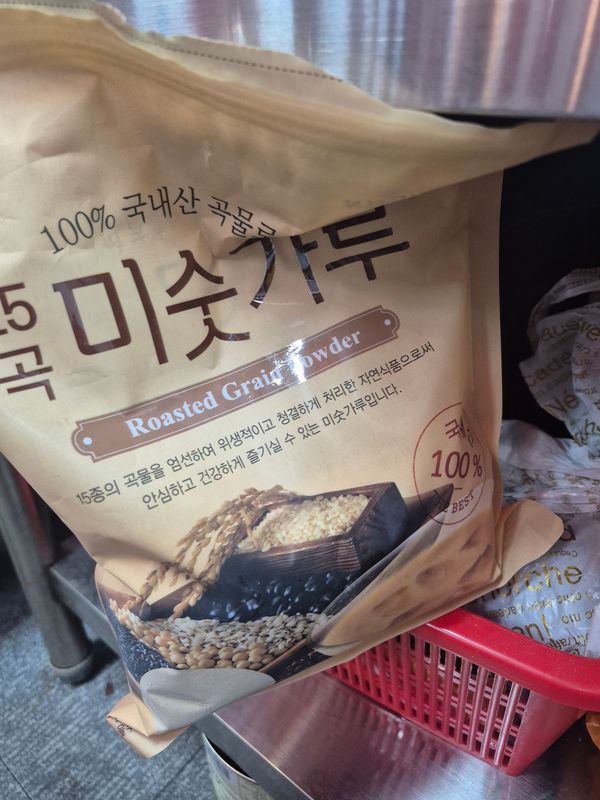 100% 국내산 곡물로
15
곡
미숫가루
Roasted Grain Powder
15종의 곡물을 엄선하여 위생적이고 청결하게 처리한 자연식품으로써
안심하고 건강하게 즐기실 수 있는 미숫가루입니다.
100%
BEST